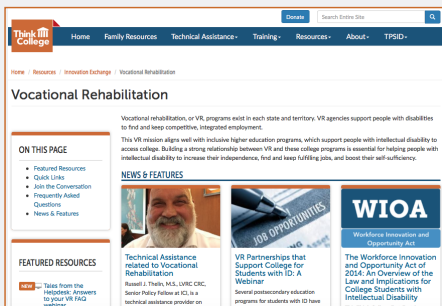 Donate
Search Entire Site
Think College
Home Family Resources Technical Assistance Training Resources About TPSID
Home / Resources / Innovation Exchange / Vocational Rehabilitation
Vocational Rehabilitation
Vocational rehabilitation, or VR, programs exist in each state and territory. VR agencies support people with disabilities
to find and keep competitive, integrated employment.
This VR mission aligns well with inclusive higher education programs, which support people with intellectual disability to
access college. Building a strong relationship between VR and these college programs is essential for helping people with
intellectual disability to increase their independence, find and keep fulfilling jobs, and boost their self-sufficiency.
ON THIS PAGE
Featured Resources
Quick Links
Join the Conversation
Frequently Asked
Questions
News & Features
FEATURED RESOURCES
NEW
Tales from the
Helpdesk: Answers
to your VR FAQ
webinar
NEWS & FEATURES
Technical Assistance
related to Vocational
Rehabilitation
Russell J. Thelin, M.S., LVRC CRC,
Senior Policy Fellow at ICI, is a
technical assistance provider on
JOB OPPORTUNITIES
VR Partnerships that
Support College for
Students with ID: A
Webinar
Several postsecondary education
programs for students with ID have
WIOA
Workforce Innovation and
Opportunity Act
The Workforce Innovation
and Opportunity Act of
2014: An Overview of the
Law and Implications for
College Students with
Intellectual Disability